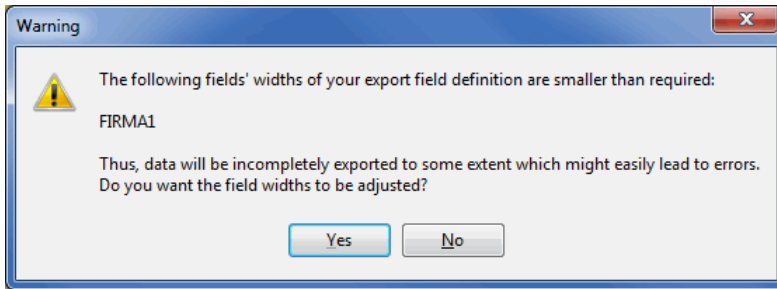 Warning
The following fields' widths of your export field definition are smaller than required:
FIRMA1
Thus, data will be incompletely exported to some extent which might easily lead to errors.
Do you want the field widths to be adjusted?
Yes
No